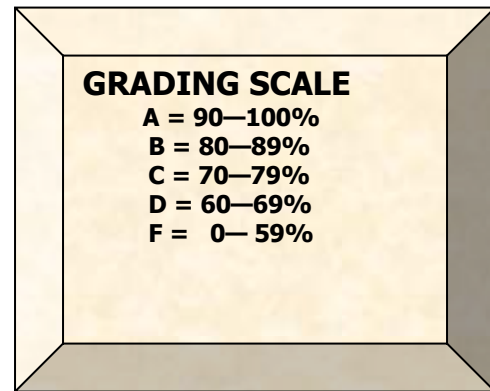 GRADING SCALE
A = 90—100%
B = 80—89%
C = 70—79%
D = 60—69%
F =   0— 59%